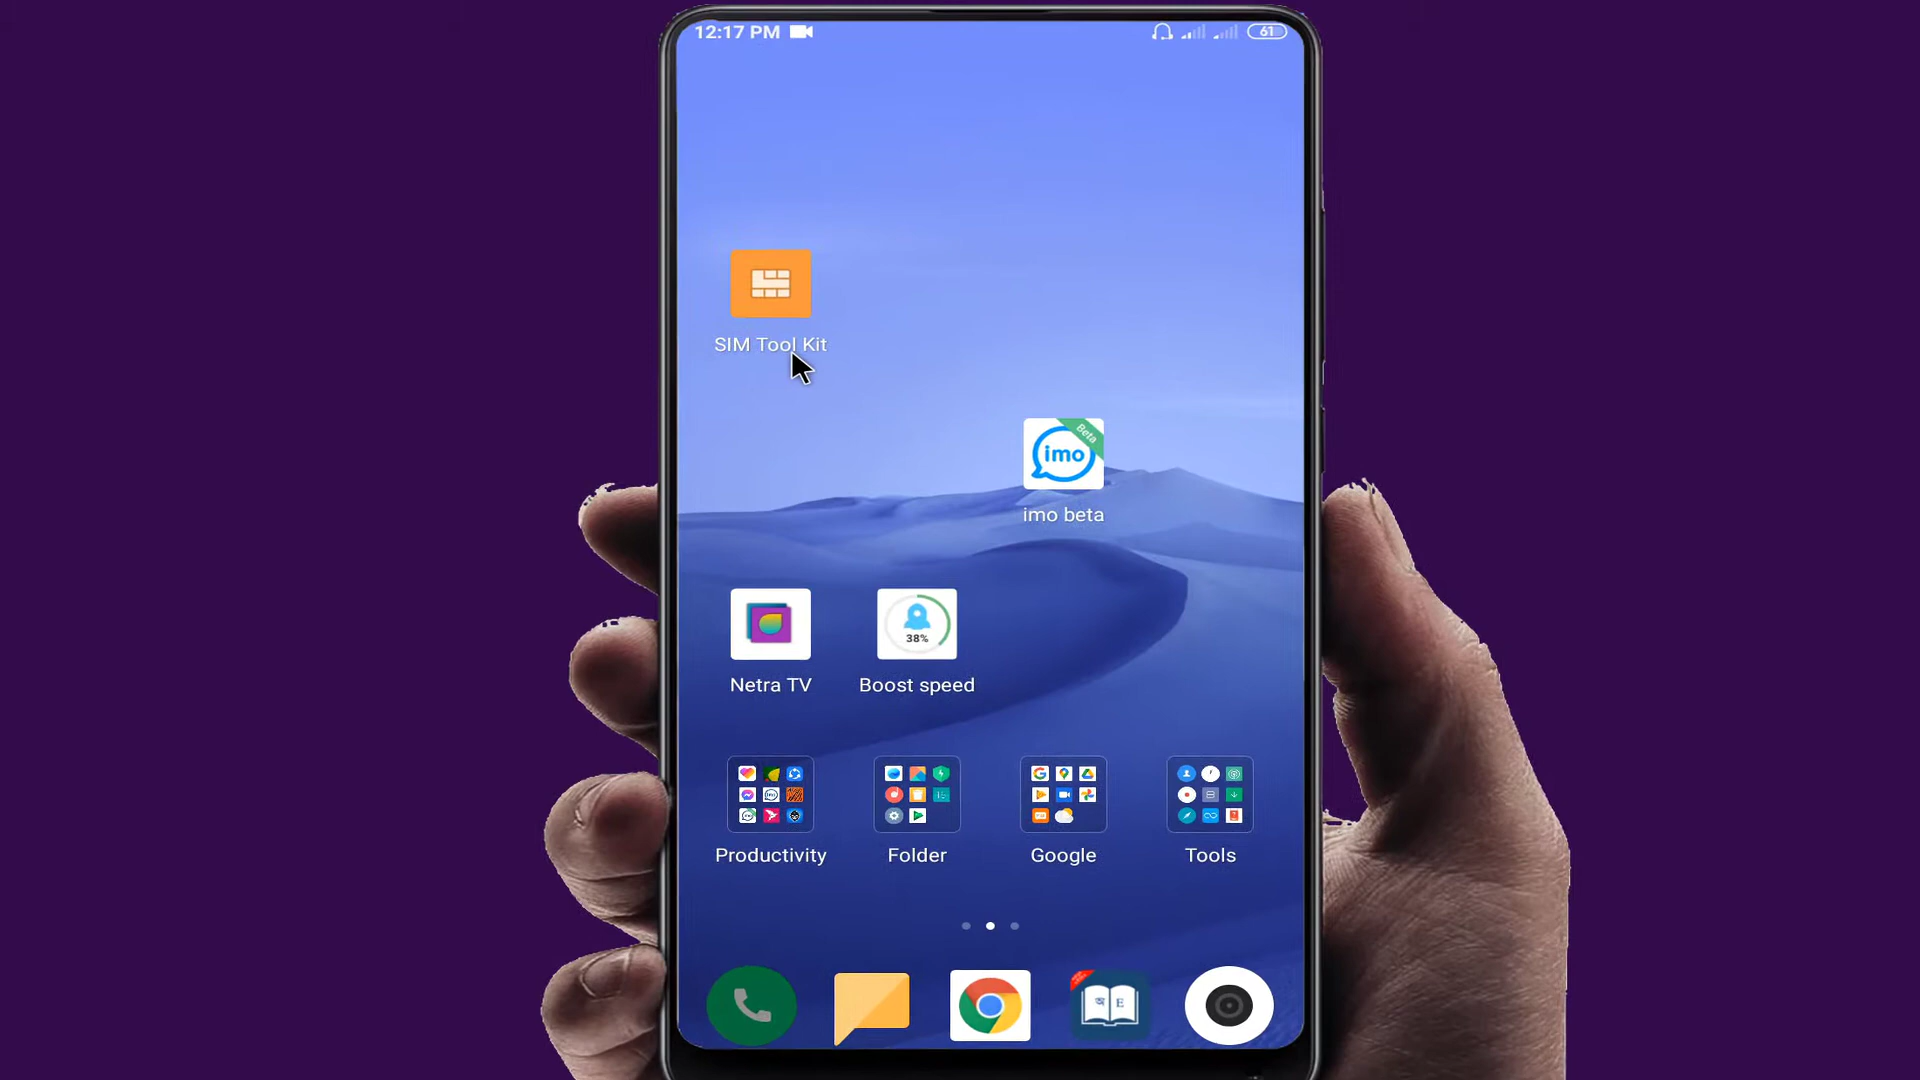 12:17 PM
61
SIM Tool Kit
Beta
imo
imo beta
38%
Netra TV
Boost speed
Productivity
Folder
Google
Tools
অ E